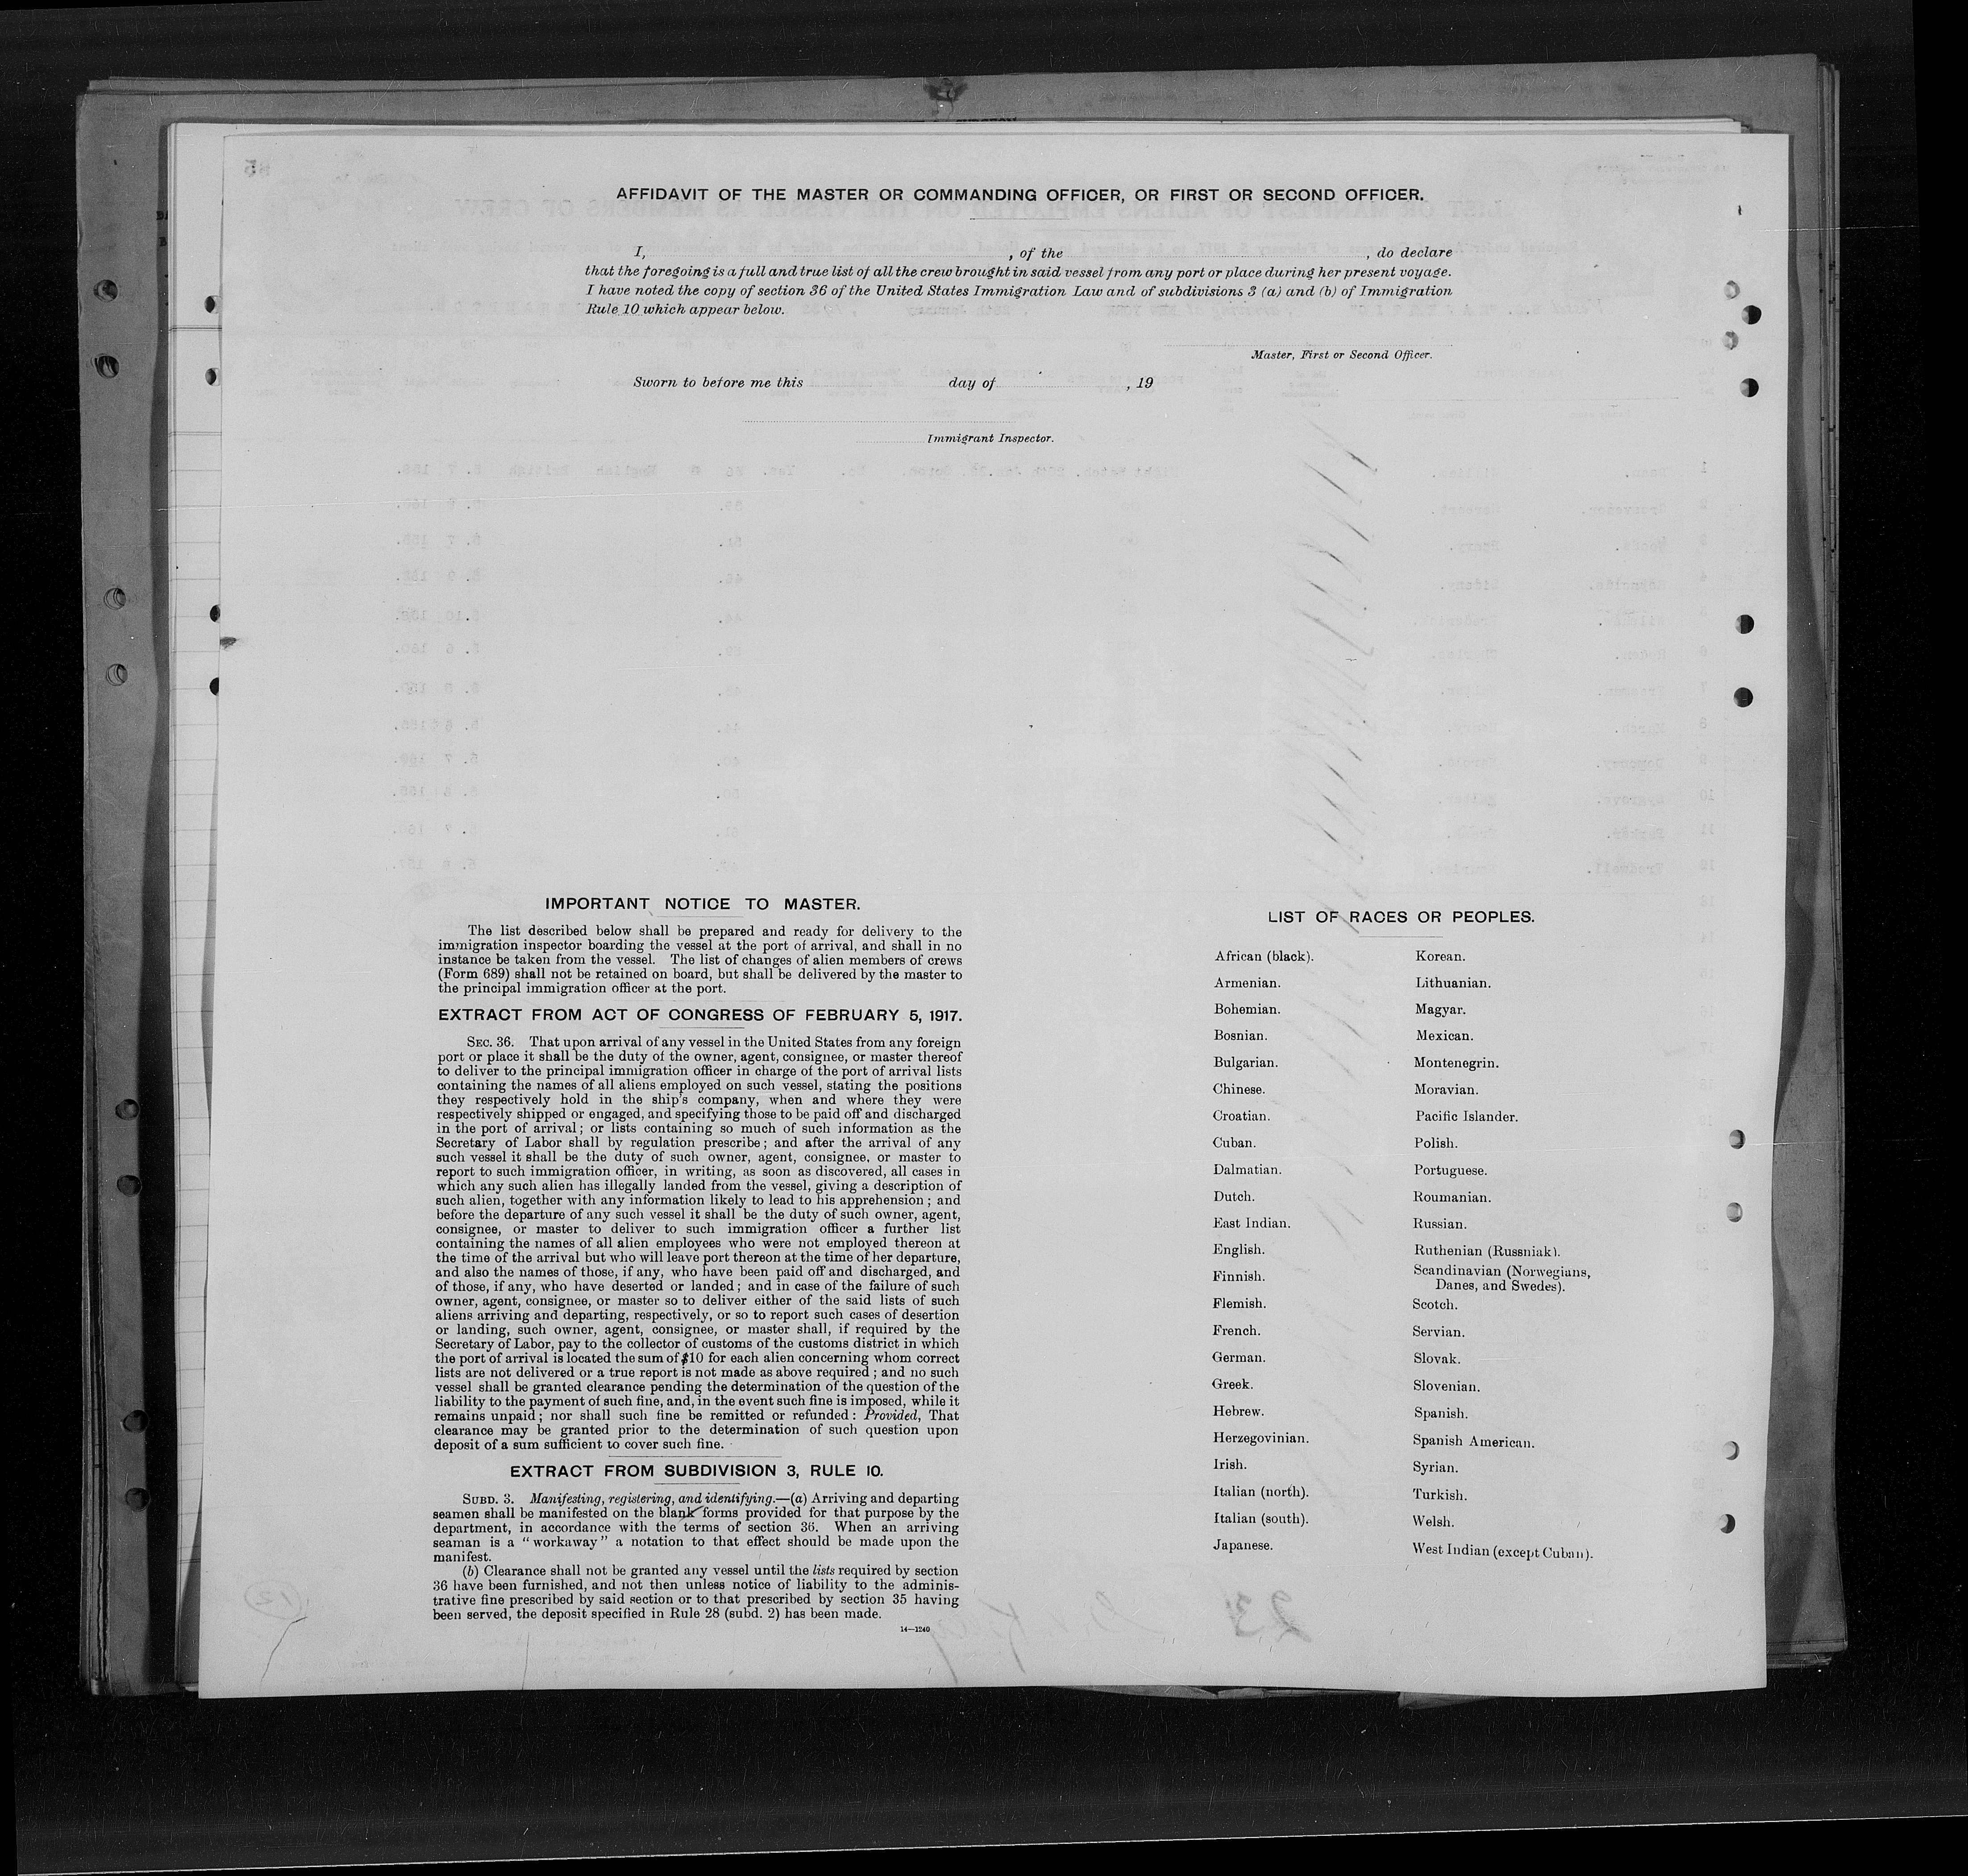 AFFIDAVIT OF THE MASTER OR COMMANDING OFFICER, OR FIRST OR SECOND OFFICER.
I, , of the , do declare
that the foregoing is a full and true list of all the crew brought in said vessel from any port or place during her present voyage.
I have noted the copy of section 36 of the United States Immigration Law and of subdivisions 3 (a) and (b) of Immigration
Rule 10 which appear below.
Master, First or Second Officer.
Sworn to before me this day of , 19
Immigrant Inspector.
IMPORTANT NOTICE TO MASTER.
The list described below shall be prepared and ready for delivery to the
immigration inspector boarding the vessel at the port of arrival, and shall in no
instance be taken from the vessel. The list of changes of alien members of crews
(Form 689) shall not be retained on board, but shall be delivered by the master to
the principal immigration officer at the port.
EXTRACT FROM ACT OF CONGRESS OF FEBRUARY 5, 1917.
SEC. 36. That upon arrival of any vessel in the United States from any foreign
port or place it shall be the duty of the owner, agent, consignee, or master thereof
to deliver to the principal immigration officer in charge of the port of arrival lists
containing the names of all aliens employed on such vessel, stating the positions
they respectively hold in the ship's company, when and where they were
respectively shipped or engaged, and specifying those to be paid off and discharged
in the port of arrival; or lists containing so much of such information as the
Secretary of Labor shall by regulation prescribe; and after the arrival of any
such vessel it shall be the duty of such owner, agent, consignee, or master to
report to such immigration officer, in writing, as soon as discovered, all cases in
which any such alien has illegally landed from the vessel, giving a description of
such alien, together with any information likely to lead to his apprehension; and
before the departure of any such vessel it shall be the duty of such owner, agent,
consignee, or master to deliver to such immigration officer a further list
containing the names of all alien employees who were not employed thereon at
the time of the arrival but who will leave port thereon at the time of her departure,
and also the names of those, if any, who have been paid off and discharged, and
of those, if any, who have deserted or landed; and in case of the failure of such
owner, agent, consignee, or master so to deliver either of the said lists of such
aliens arriving and departing, respectively, or so to report such cases of desertion
or landing, such owner, agent, consignee, or master shall, if required by the
Secretary of Labor, pay to the collector of customs of the customs district in which
the port of arrival is located the sum of $10 for each alien concerning whom correct
lists are not delivered or a true report is not made as above required; and no such
vessel shall be granted clearance pending the determination of the question of the
liability to the payment of such fine, and, in the event such fine is imposed, while it
remains unpaid; nor shall such fine be remitted or refunded: Provided, That
clearance may be granted prior to the determination of such question upon
deposit of a sum sufficient to cover such fine.
EXTRACT FROM SUBDIVISION 3, RULE 10.
SUBD. 3. Manifesting, registering, and identifying.—(a) Arriving and departing
seamen shall be manifested on the blank forms provided for that purpose by the
department, in accordance with the terms of section 36. When an arriving
seaman is a "workaway" a notation to that effect should be made upon the
manifest.
(b) Clearance shall not be granted any vessel until the lists required by section
36 have been furnished, and not then unless notice of liability to the adminis-
trative fine prescribed by said section or to that prescribed by section 35 having
been served, the deposit specified in Rule 28 (subd. 2) has been made.
14—1240
LIST OF RACES OR PEOPLES.
African (black).
Armenian.
Bohemian.
Bosnian.
Bulgarian.
Chinese.
Croatian.
Cuban.
Dalmatian.
Dutch.
East Indian.
English.
Finnish.
Flemish.
French.
German.
Greek.
Hebrew.
Herzegovinian.
Irish.
Italian (north).
Italian (south).
Japanese.
Korean.
Lithuanian.
Magyar.
Mexican.
Montenegrin.
Moravian.
Pacific Islander.
Polish.
Portuguese.
Roumanian.
Russian.
Ruthenian (Russniak).
Scandinavian (Norwegians,
Danes, and Swedes).
Scotch.
Servian.
Slovak.
Slovenian.
Spanish.
Spanish American.
Syrian.
Turkish.
Welsh.
West Indian (except Cuban).